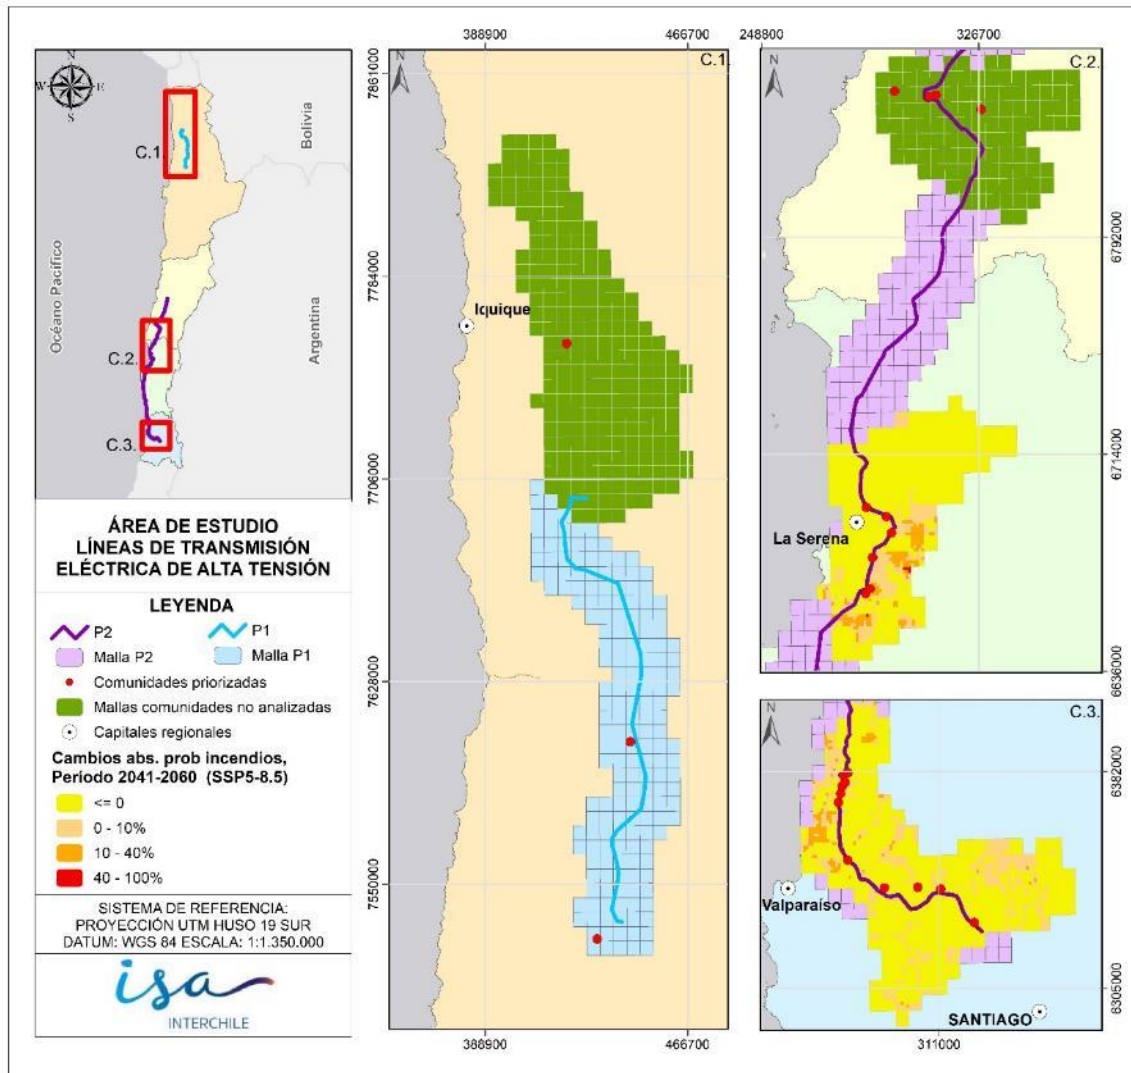 N
W
E
S
C.1.
Bolivia
Océano Pacífico
Argentina
C.2.
C.3.
ÁREA DE ESTUDIO
LÍNEAS DE TRANSMISIÓN
ELÉCTRICA DE ALTA TENSIÓN
LEYENDA
P2
P1
Malla P2
Malla P1
Comunidades priorizadas
Mallas comunidades no analizadas
Capitales regionales
Cambios abs. prob incendios,
Período 2041-2060 (SSP5-8.5)
<= 0
0 - 10%
10 - 40%
40 - 100%
SISTEMA DE REFERENCIA:
PROYECCIÓN UTM HUSO 19 SUR
DATUM: WGS 84 ESCALA: 1:1.350.000
isa
INTERCHILE
388900
466700
C.1.
N
7861000
7784000
7706000
7628000
7550000
Iquique
388900
466700
248800
326700
N
C.2.
6792000
6714000
6636000
La Serena
N
C.3.
6382000
6305000
Valparaíso
SANTIAGO
311000